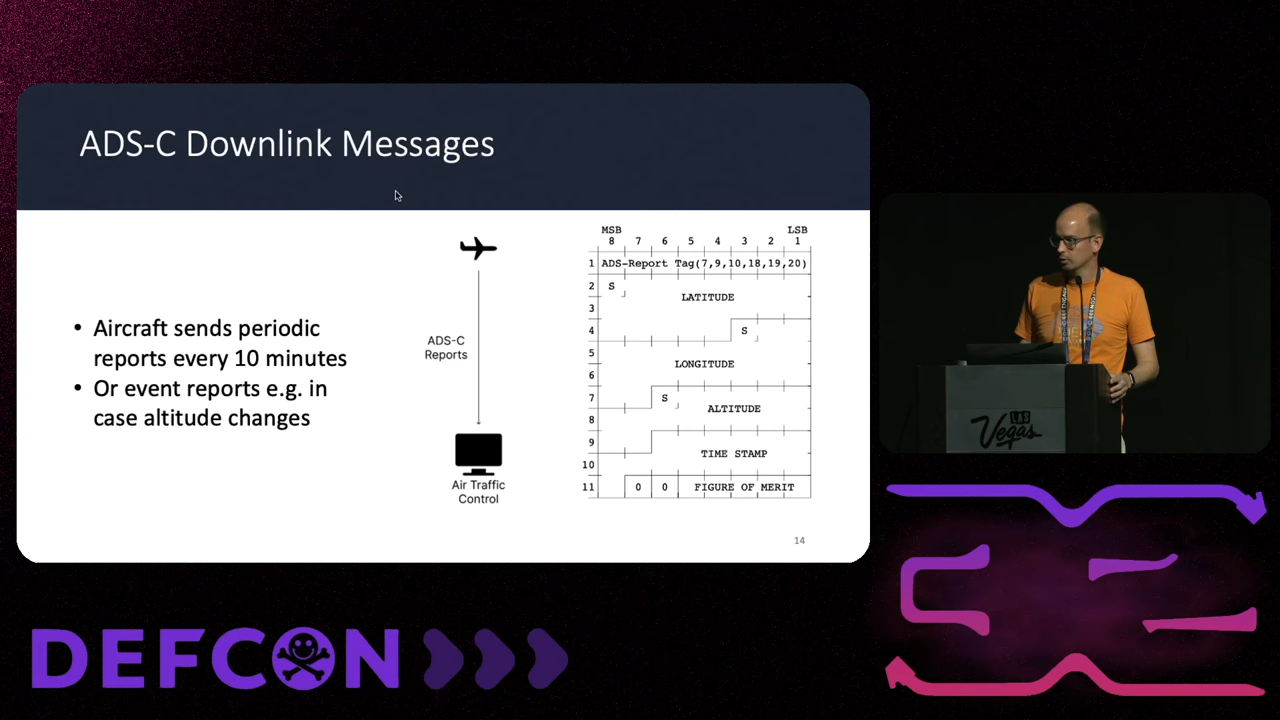 ADS-C Downlink Messages
• Aircraft sends periodic
reports every 10 minutes
• Or event reports e.g. in
case altitude changes
ADS-C
Reports
Air Traffic
Control
MSB LSB
8 7 6 5 4 3 2 1
1 ADS-Report Tag(7,9,10,18,19,20)
2 S
LATITUDE
3
4 S
5
LONGITUDE
6
7 S
ALTITUDE
8
9
TIME STAMP
10
11 0 0 FIGURE OF MERIT
14
LAS
Vegas
DEFCON